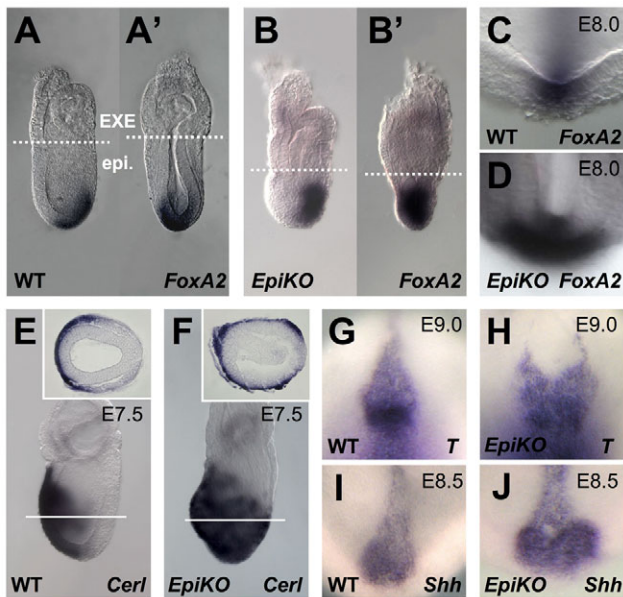 A A' B B' C E8.0
EXE
epi.
WT FoxA2
WT FoxA2 EpiKO FoxA2
D E8.0
EpiKO FoxA2
E F G E9.0 H E9.0
E7.5 E7.5
WT T EpiKO T
I E8.5 J E8.5
WT Cerl EpiKO Cerl WT Shh EpiKO Shh